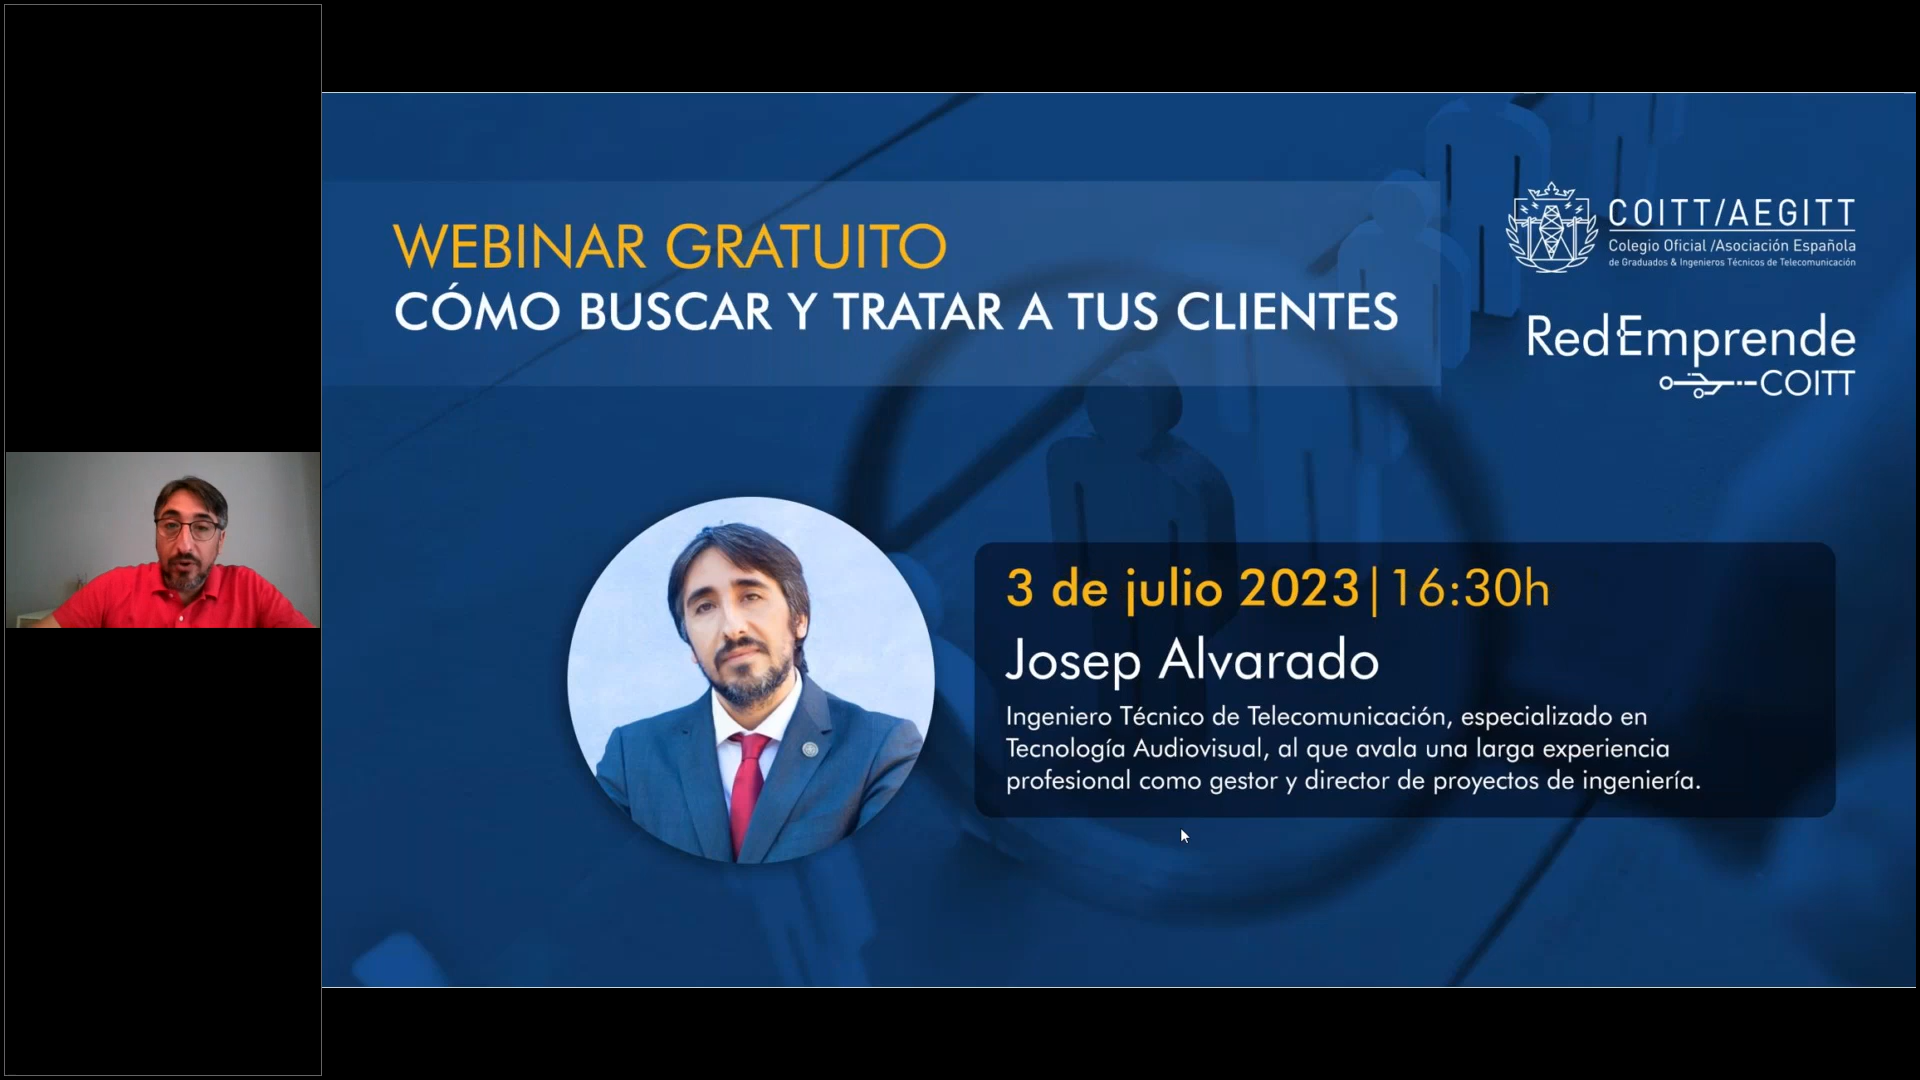 WEBINAR GRATUITO
CÓMO BUSCAR Y TRATAR A TUS CLIENTES
COITT/AEGITT
Colegio Oficial /Asociación Española
de Graduados & Ingenieros Técnicos de Telecomunicación
RedEmprende
COITT
3 de julio 2023|16:30h
Josep Alvarado
Ingeniero Técnico de Telecomunicación, especializado en
Tecnología Audiovisual, al que avala una larga experiencia
profesional como gestor y director de proyectos de ingeniería.